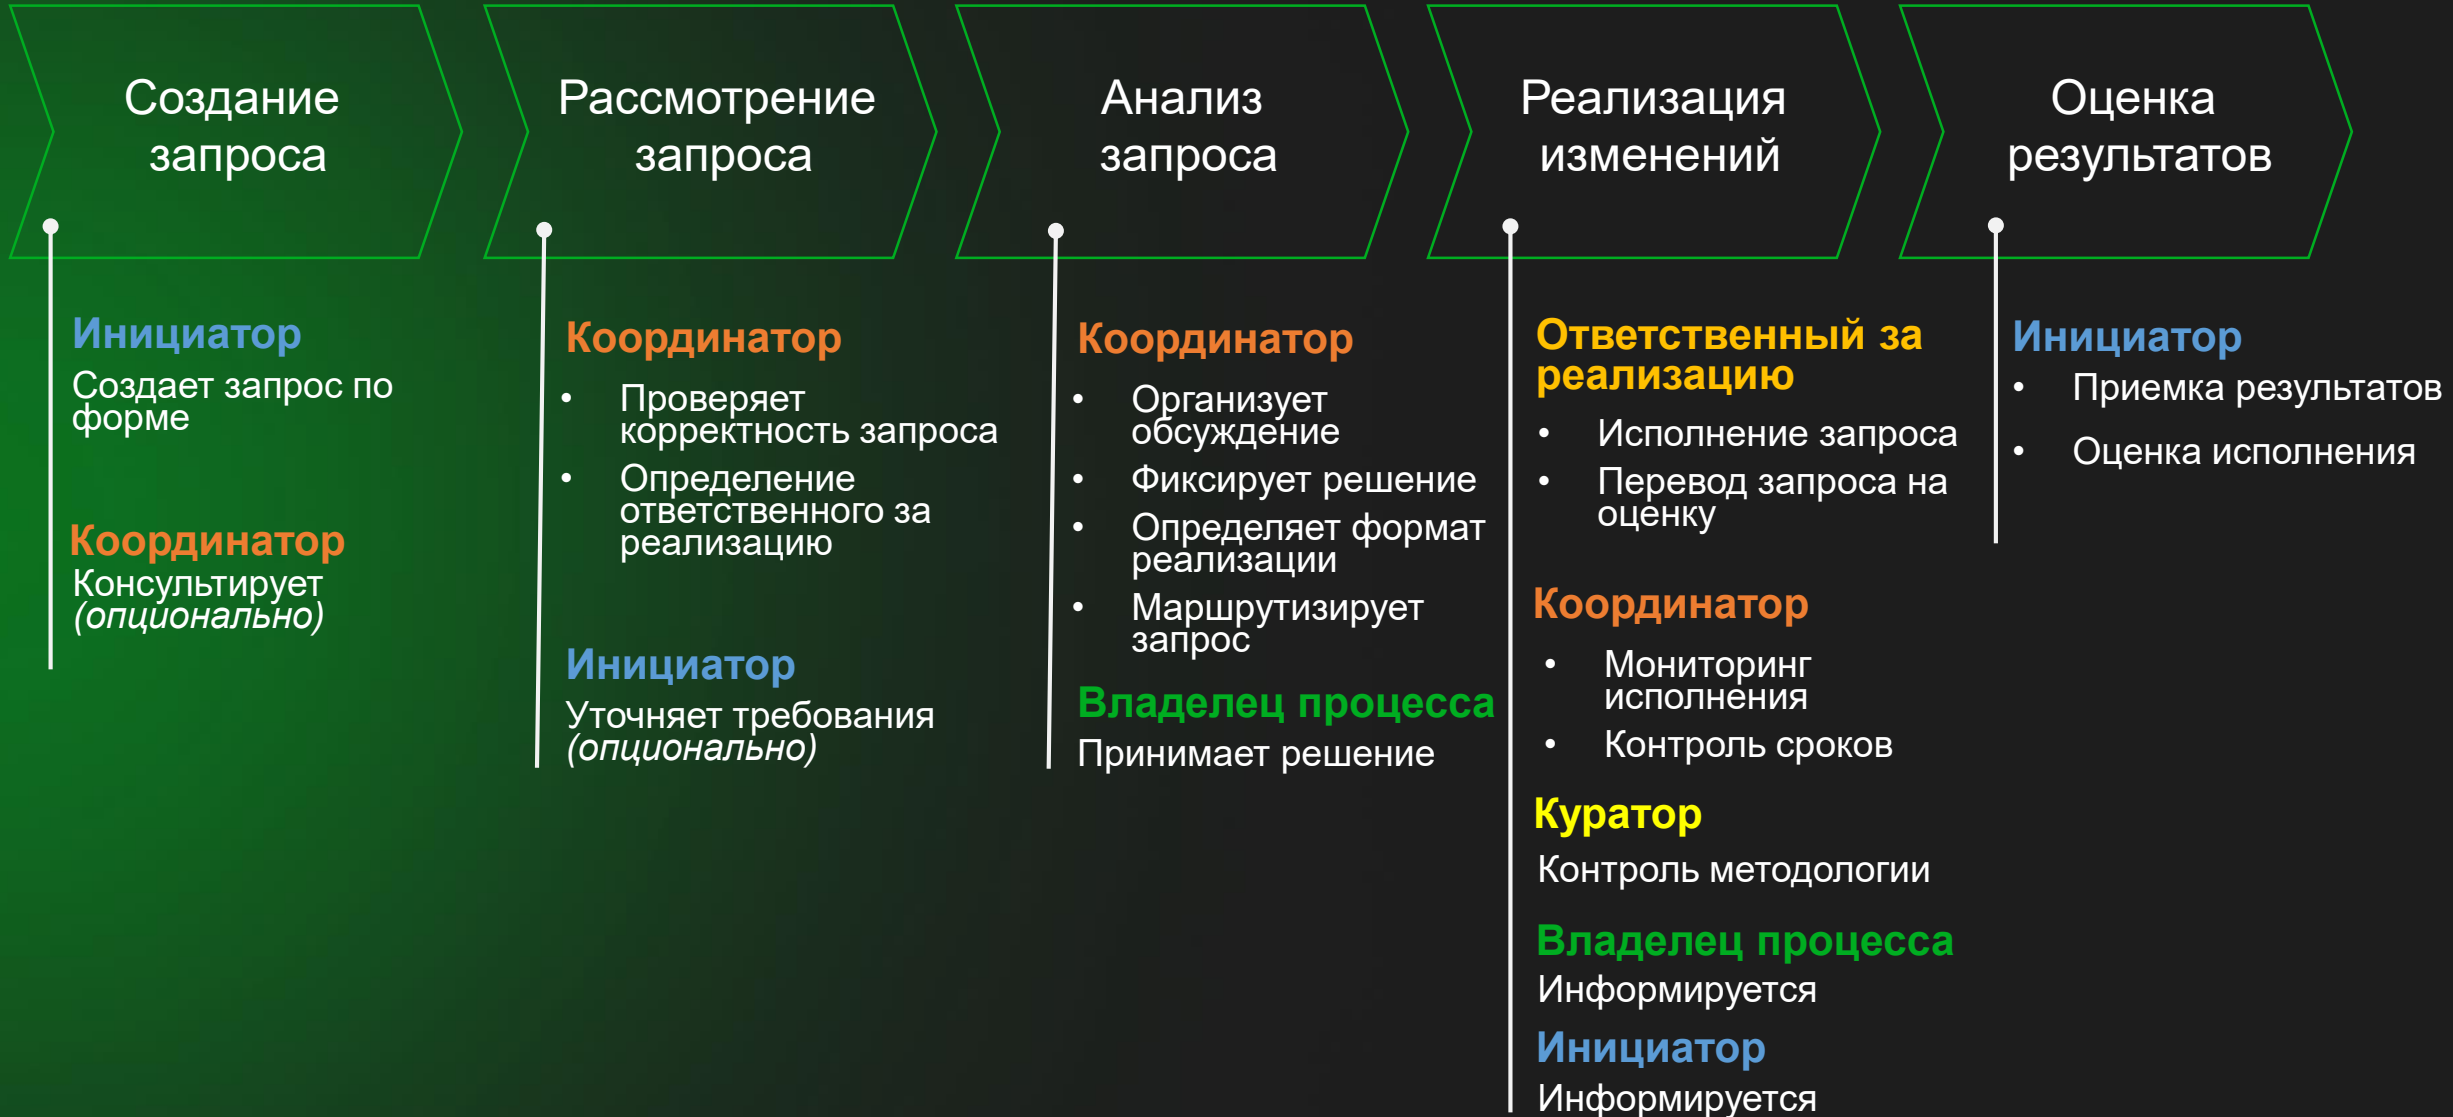 Создание
запроса
Рассмотрение
запроса
Анализ
запроса
Реализация
изменений
Оценка
результатов
Инициатор
Создает запрос по
форме
Координатор
Консультирует
(опционально)
Координатор
• Проверяет
корректность запроса
• Определение
ответственного за
реализацию
Инициатор
Уточняет требования
(опционально)
Координатор
• Организует
обсуждение
• Фиксирует решение
• Определяет формат
реализации
• Маршрутизирует
запрос
Владелец процесса
Принимает решение
Ответственный за
реализацию
• Исполнение запроса
• Перевод запроса на
оценку
Координатор
• Мониторинг
исполнения
• Контроль сроков
Куратор
Контроль методологии
Владелец процесса
Информируется
Инициатор
Информируется
Инициатор
• Приемка результатов
• Оценка исполнения